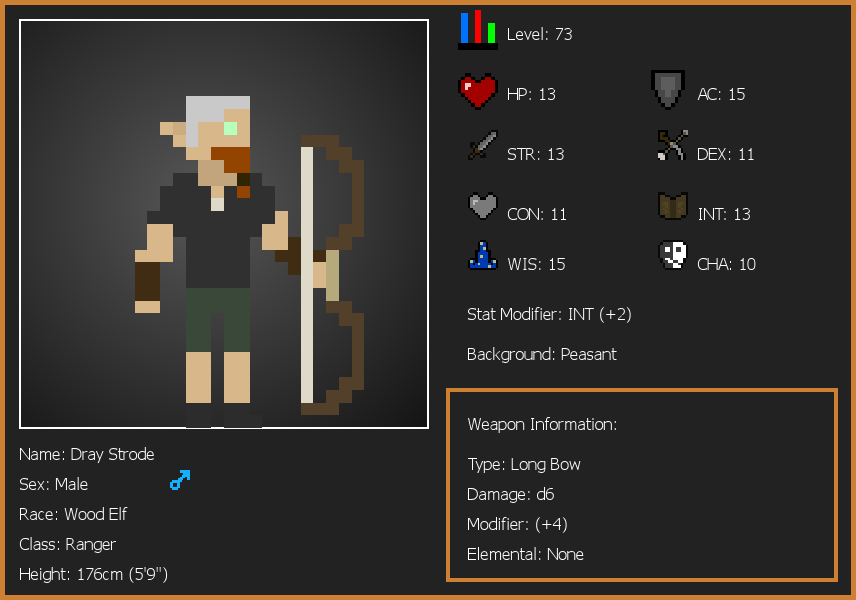 Level: 73
HP: 13
AC: 15
STR: 13
DEX: 11
CON: 11
INT: 13
WIS: 15
CHA: 10
Stat Modifier: INT (+2)
Background: Peasant
Weapon Information:
Type: Long Bow
Damage: d6
Modifier: (+4)
Elemental: None
Name: Dray Strode
Sex: Male
Race: Wood Elf
Class: Ranger
Height: 176cm (5'9")